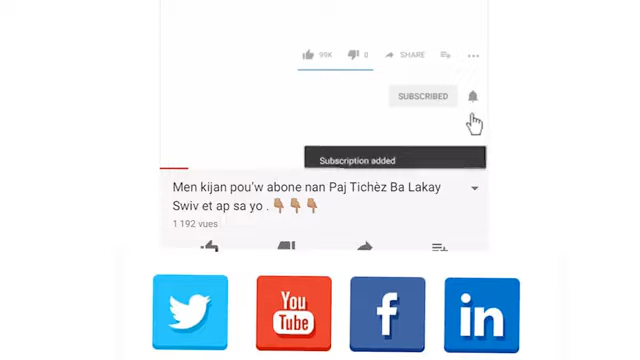 99K 0 SHARE
SUBSCRIBED
Subscription added
Men kijan pou'w abone nan Paj Tichèz Ba Lakay
Swiv et ap sa yo .
1 192 vues
You
Tube
f
in